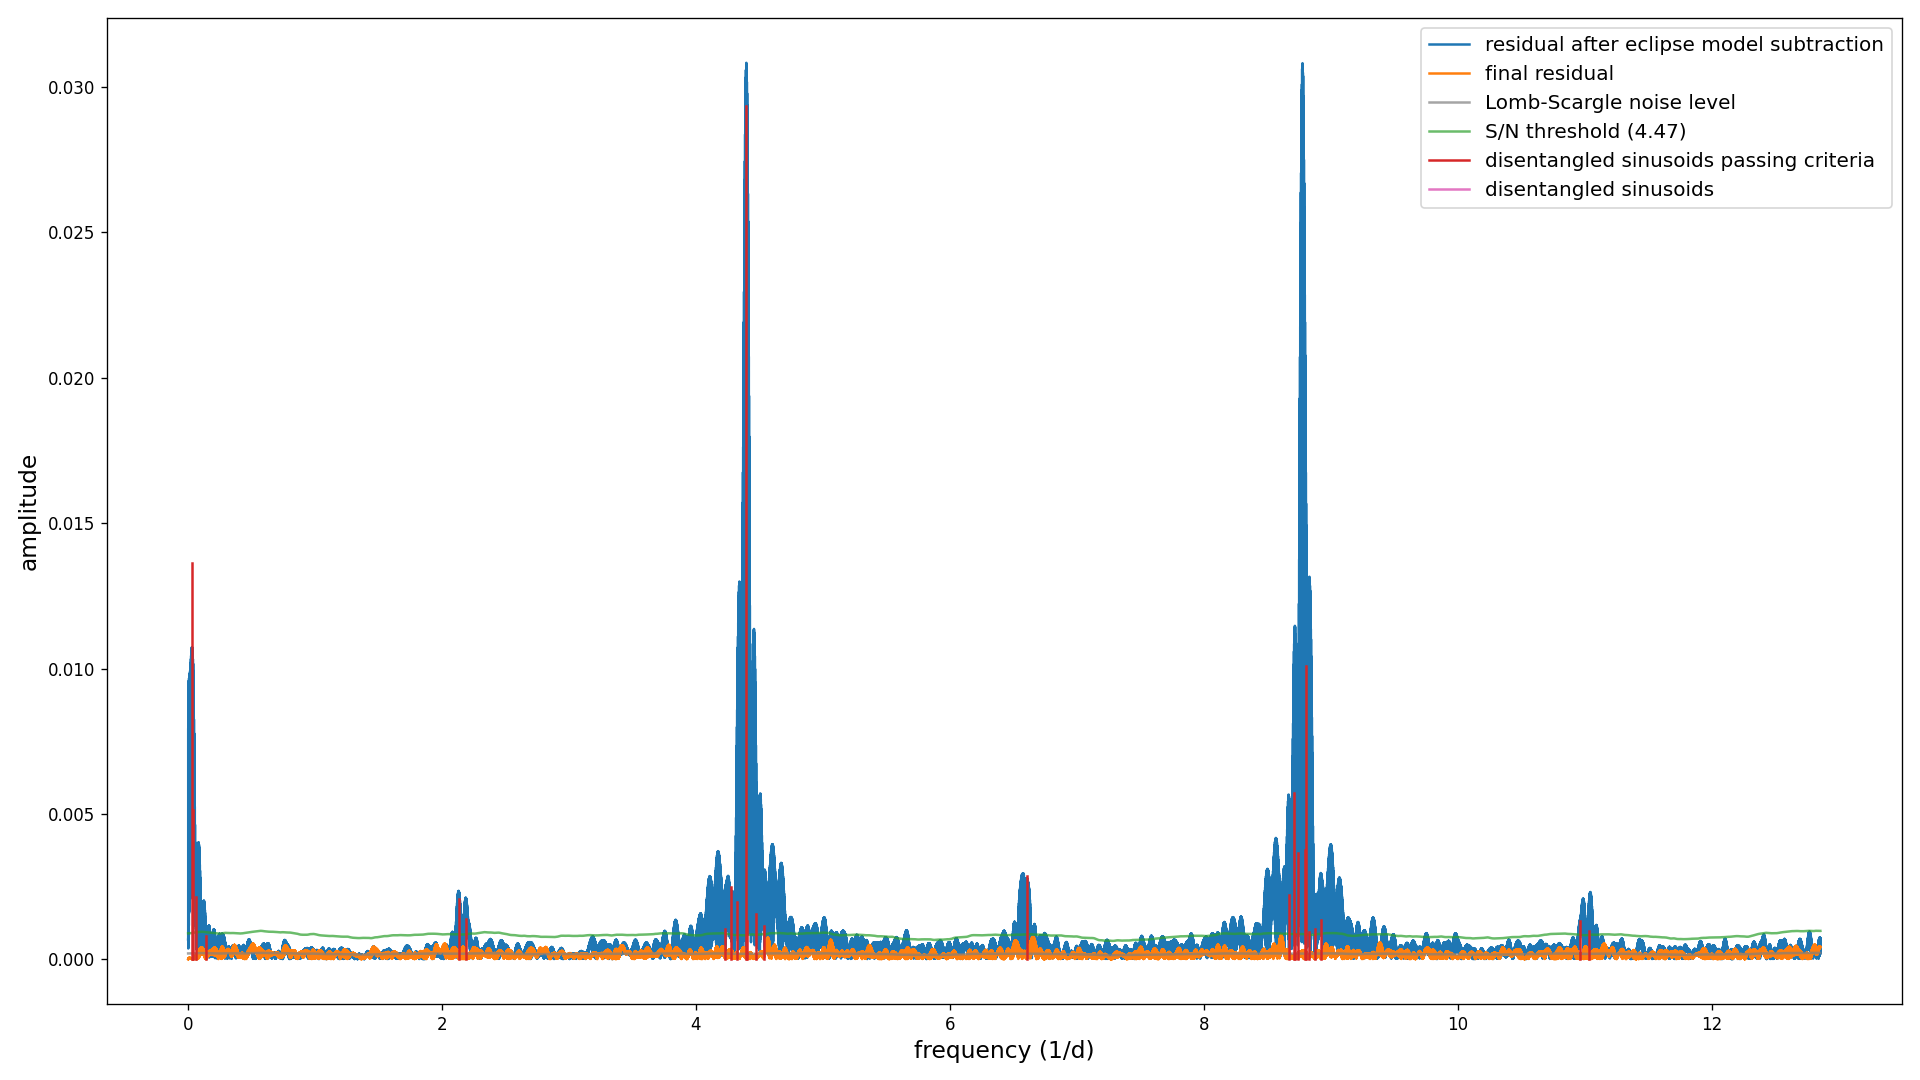 residual after eclipse model subtraction
final residual
Lomb-Scargle noise level
S/N threshold (4.47)
disentangled sinusoids passing criteria
disentangled sinusoids
amplitude
0.030
0.025
0.020
0.015
0.010
0.005
0.000
0 2 4 6 8 10 12
frequency (1/d)